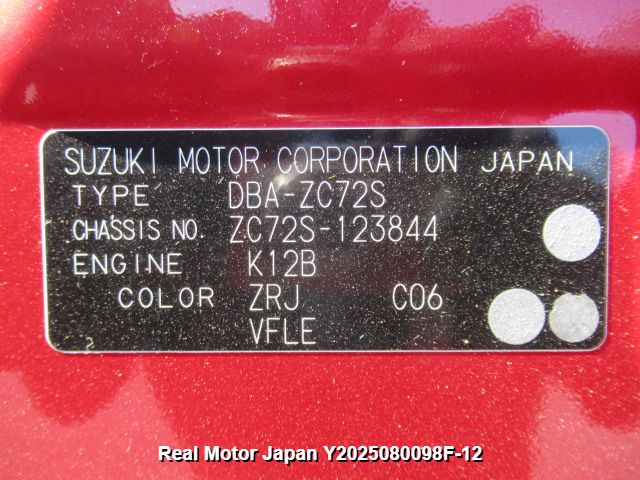 SUZUKI MOTOR CORPORATION JAPAN
TYPE DBA-ZC72S
CHASSIS NO. ZC72S-123844
ENGINE K12B
COLOR ZRJ C06
VFLE
Real Motor Japan Y2025080098F-12